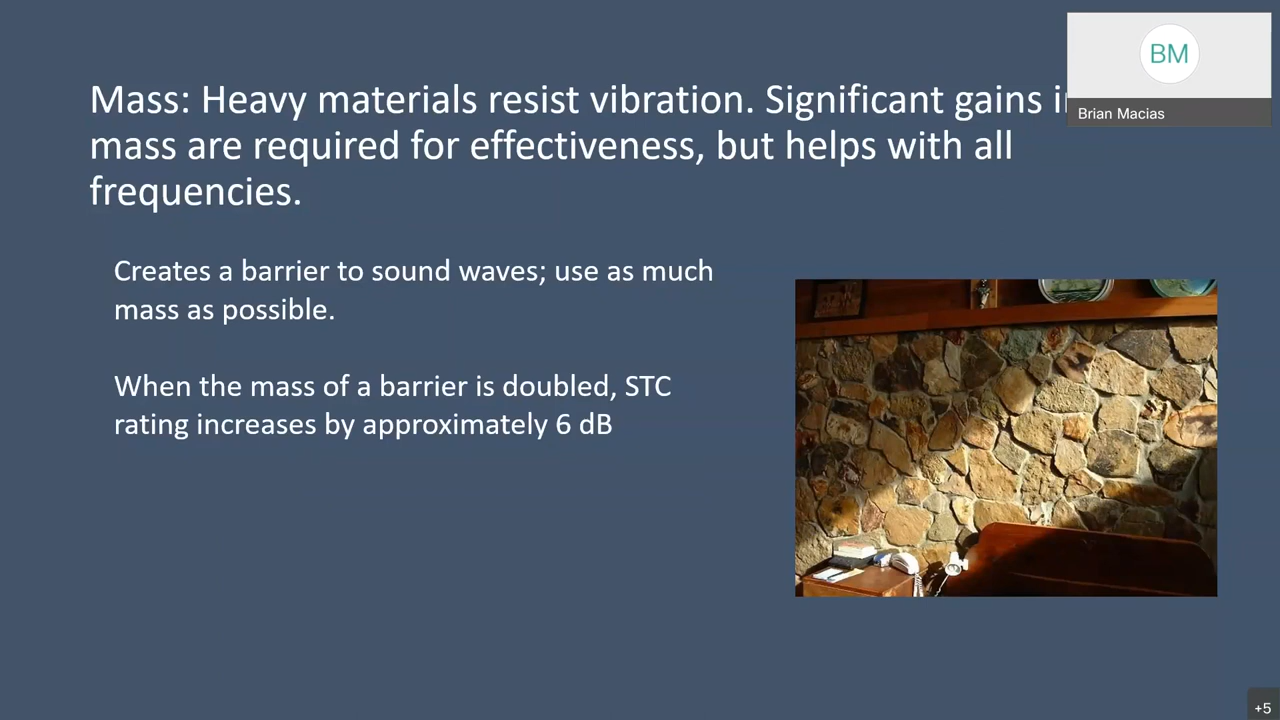 BM
Brian Macias
Mass: Heavy materials resist vibration. Significant gains
mass are required for effectiveness, but helps with all
frequencies.
Creates a barrier to sound waves; use as much
mass as possible.
When the mass of a barrier is doubled, STC
rating increases by approximately 6 dB
+5